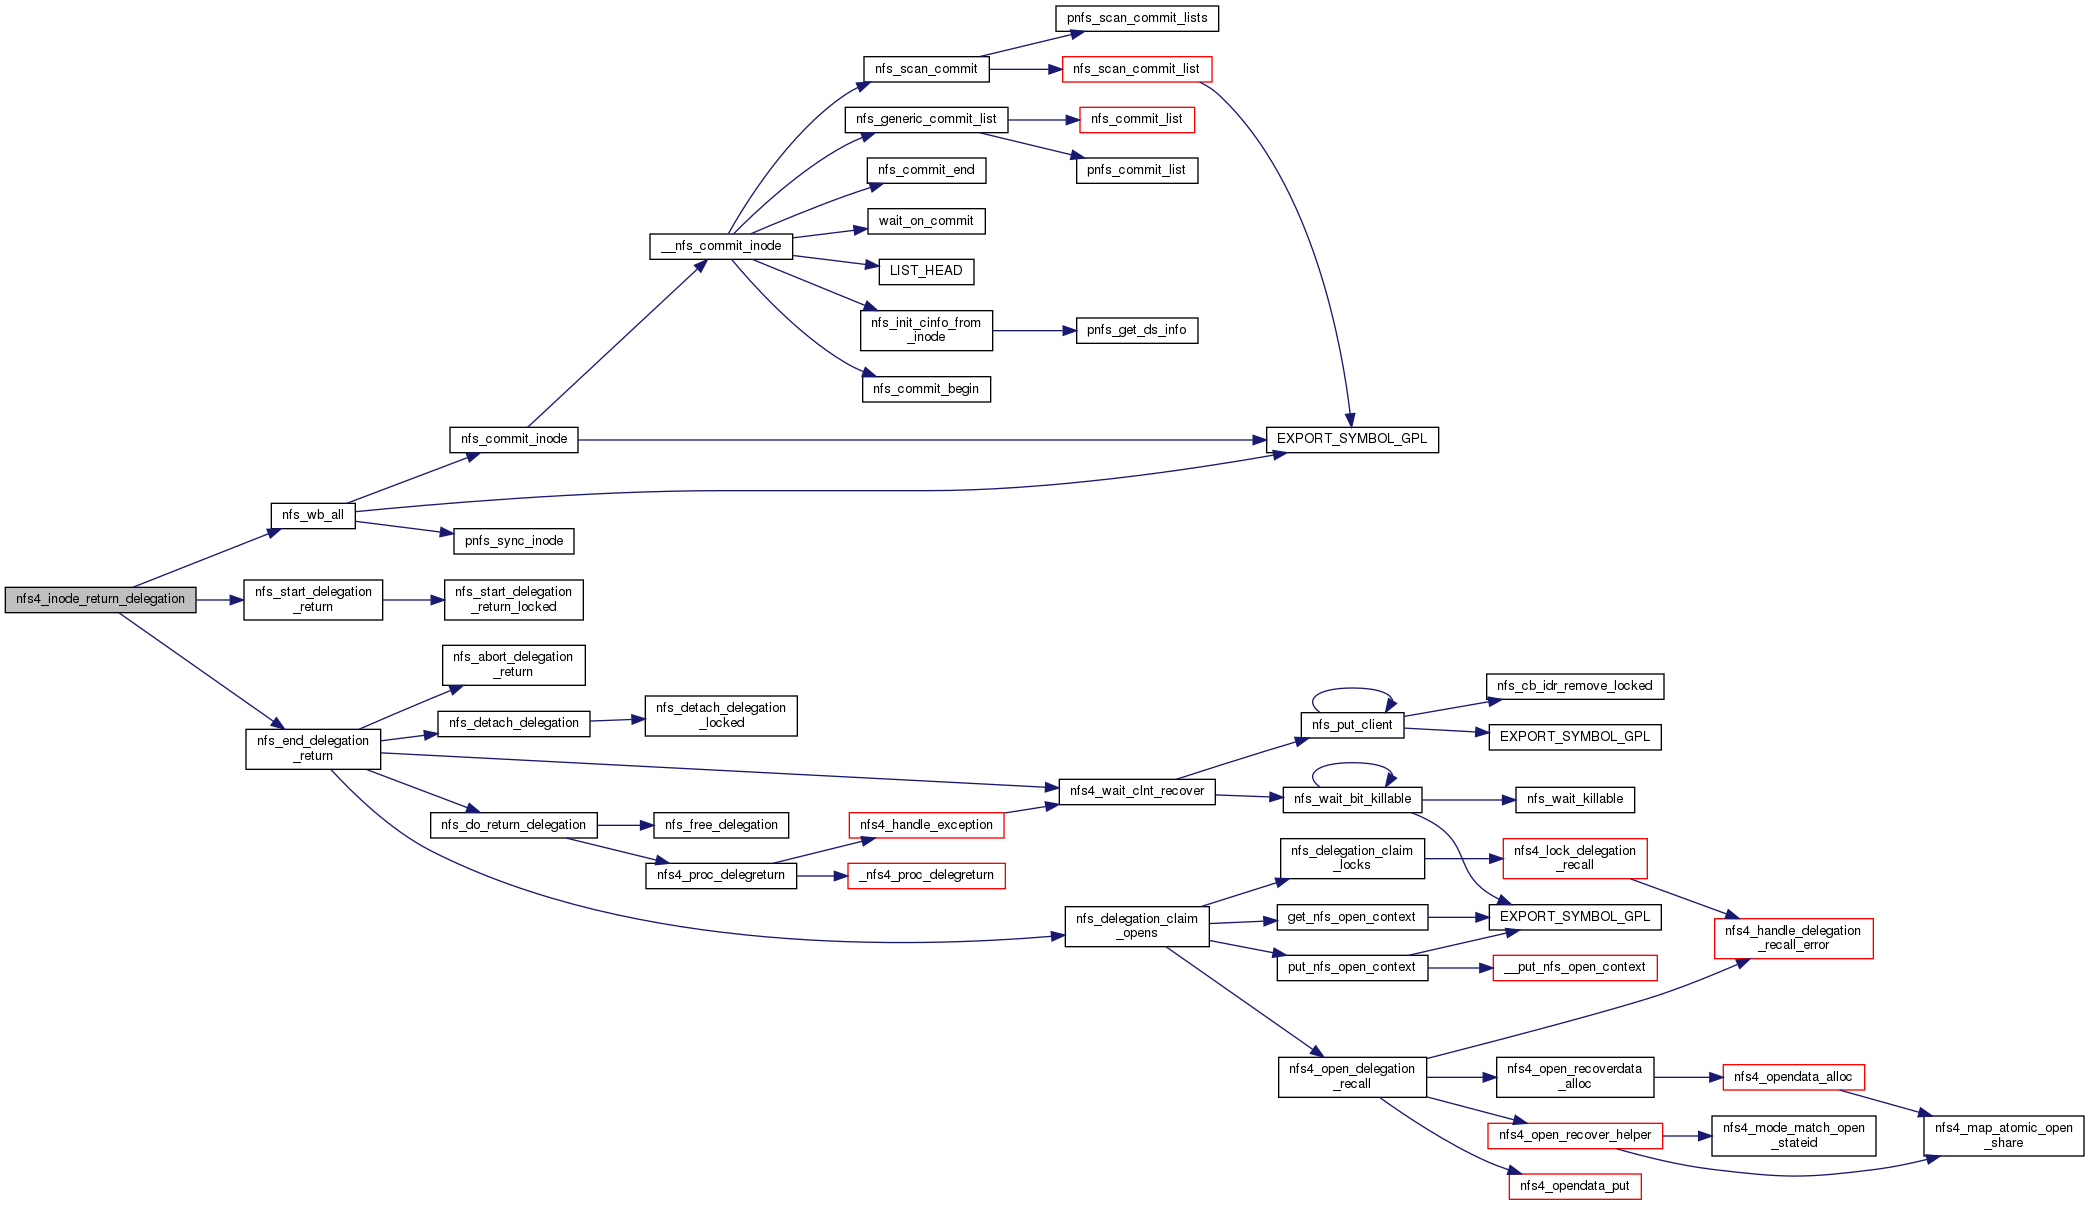 pnfs_scan_commit_lists
nfs_scan_commit
nfs_scan_commit_list
nfs_generic_commit_list
nfs_commit_list
nfs_commit_end
pnfs_commit_list
wait_on_commit
__nfs_commit_inode
LIST_HEAD
nfs_init_cinfo_from
_inode
pnfs_get_ds_info
nfs_commit_begin
nfs_commit_inode
EXPORT_SYMBOL_GPL
nfs_wb_all
pnfs_sync_inode
nfs4_inode_return_delegation
nfs_start_delegation
_return
nfs_start_delegation
_return_locked
nfs_abort_delegation
_return
nfs_cb_idr_remove_locked
nfs_detach_delegation
nfs_detach_delegation
_locked
nfs_put_client
EXPORT_SYMBOL_GPL
nfs_end_delegation
_return
nfs4_wait_clnt_recover
nfs_wait_bit_killable
nfs_wait_killable
nfs_do_return_delegation
nfs_free_delegation
nfs4_handle_exception
nfs4_proc_delegreturn
_nfs4_proc_delegreturn
nfs_delegation_claim
_locks
nfs4_lock_delegation
_recall
nfs_delegation_claim
_opens
get_nfs_open_context
EXPORT_SYMBOL_GPL
nfs4_handle_delegation
_recall_error
put_nfs_open_context
__put_nfs_open_context
nfs4_open_delegation
_recall
nfs4_open_recoverdata
_alloc
nfs4_opendata_alloc
nfs4_open_recover_helper
nfs4_mode_match_open
_stateid
nfs4_map_atomic_open
_share
nfs4_opendata_put